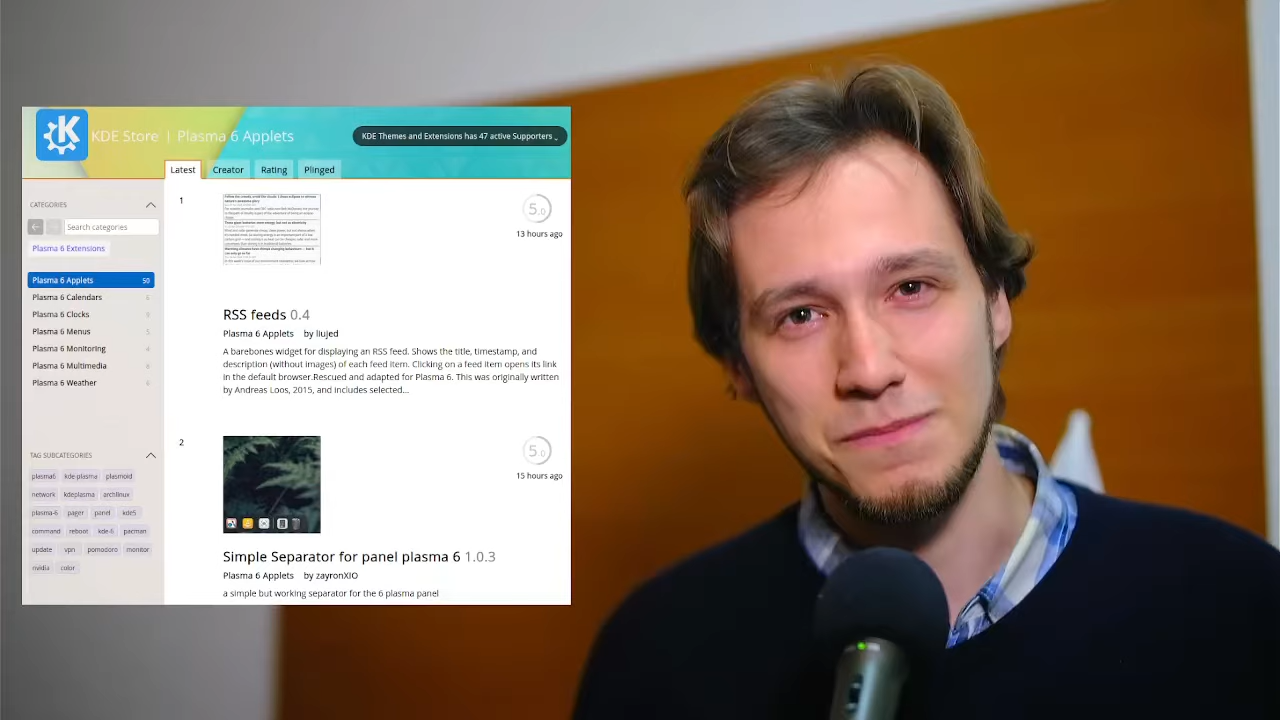 KDE Store | Plasma 6 Applets
KDE Themes and Extensions has 47 active Supporters
Latest Creator Rating Plinged
CATEGORIES
Search categories
Plasma 6 Extensions
Plasma 6 Applets 50
Plasma 6 Calendars
Plasma 6 Clocks
Plasma 6 Menus
Plasma 6 Monitoring
Plasma 6 Multimedia
Plasma 6 Weather
TAG SUBCATEGORIES
plasma6 kde-plasma plasmoid
network kdeplasma archlinux
plasma-6 pager panel kde5
command reboot kde-6 pacman
update vpn pomodoro monitor
nvidia color
1
5.0
13 hours ago
RSS feeds 0.4
Plasma 6 Applets by liujed
A barebones widget for displaying an RSS feed. Shows the title, timestamp, and
description (without images) of each feed item. Clicking on a feed item opens its link
in the default browser.Rescued and adapted for Plasma 6. This was originally written
by Andreas Loos, 2015, and includes selected...
2
5.0
15 hours ago
Simple Separator for panel plasma 6 1.0.3
Plasma 6 Applets by zayronXIO
a simple but working separator for the 6 plasma panel